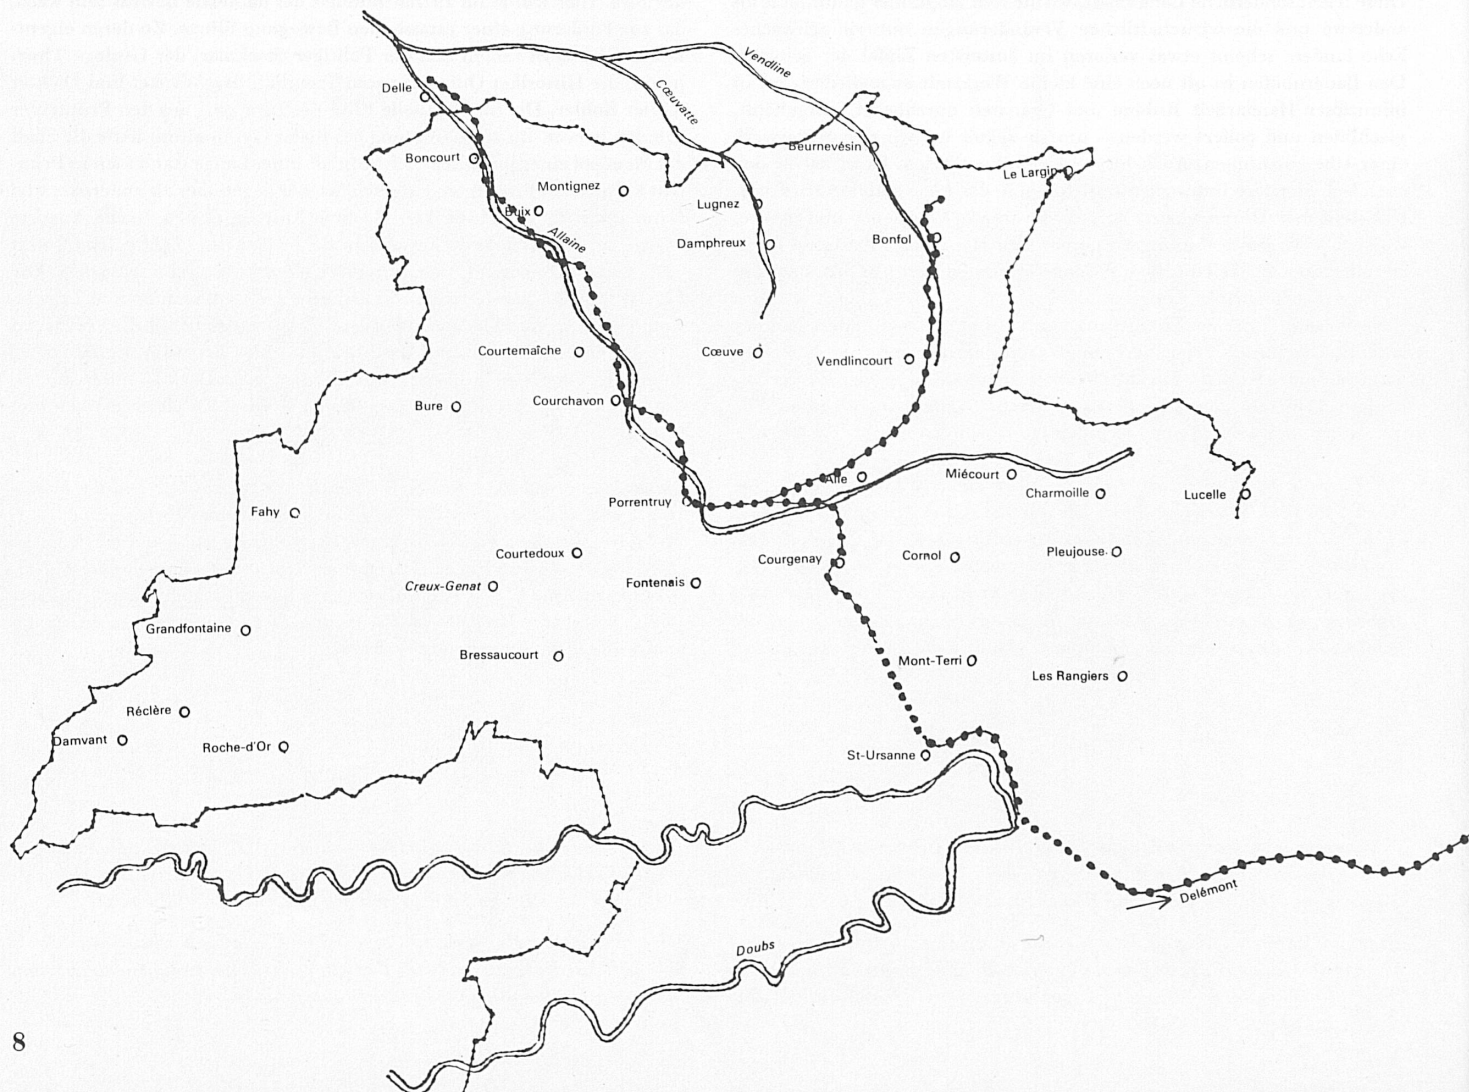 Vendline
Delle
Cœuvatte
Boncourt
Beurnevésin
Le Largin
Montignez
Buix
Lugnez
Allaine
Damphreux
Bonfol
Courtemaîche
Cœuve
Vendlincourt
Bure
Courchavon
Alle
Miécourt
Charmoille
Lucelle
Porrentruy
Fahy
Courtedoux
Courgenay
Cornol
Pleujouse
Creux-Genat
Fontenais
Grandfontaine
Bressaucourt
Mont-Terri
Les Rangiers
Réclère
Damvant
Roche-d'Or
St-Ursanne
Delémont
Doubs
8